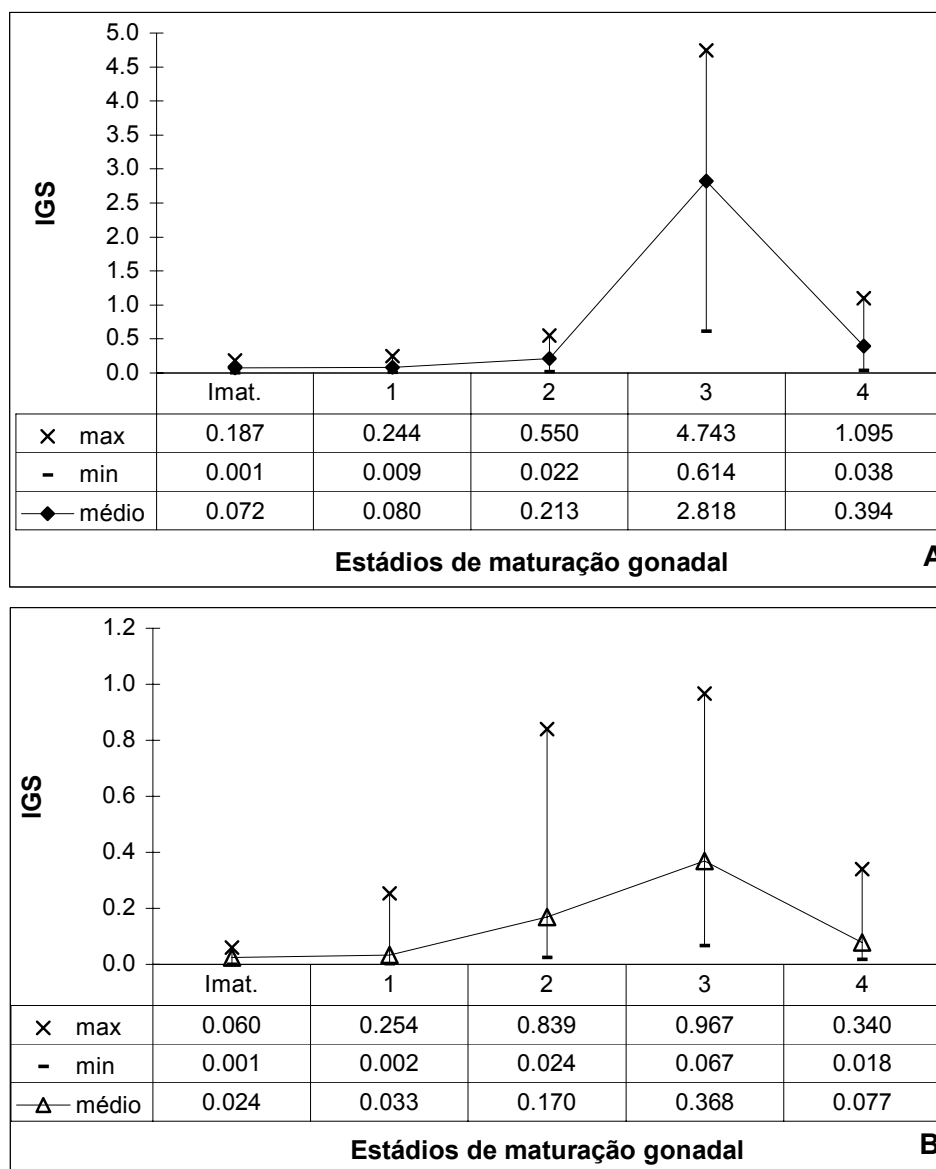 5.0
4.5
4.0
3.5
3.0
2.5
2.0
1.5
1.0
0.5
0.0
IGS
Imat. 1 2 3 4
max 0.187 0.244 0.550 4.743 1.095
min 0.001 0.009 0.022 0.614 0.038
médio 0.072 0.080 0.213 2.818 0.394
Estádios de maturação gonadal A
1.2
1.0
0.8
0.6
0.4
0.2
0.0
IGS
Imat. 1 2 3 4
max 0.060 0.254 0.839 0.967 0.340
min 0.001 0.002 0.024 0.067 0.018
médio 0.024 0.033 0.170 0.368 0.077
Estádios de maturação gonadal B